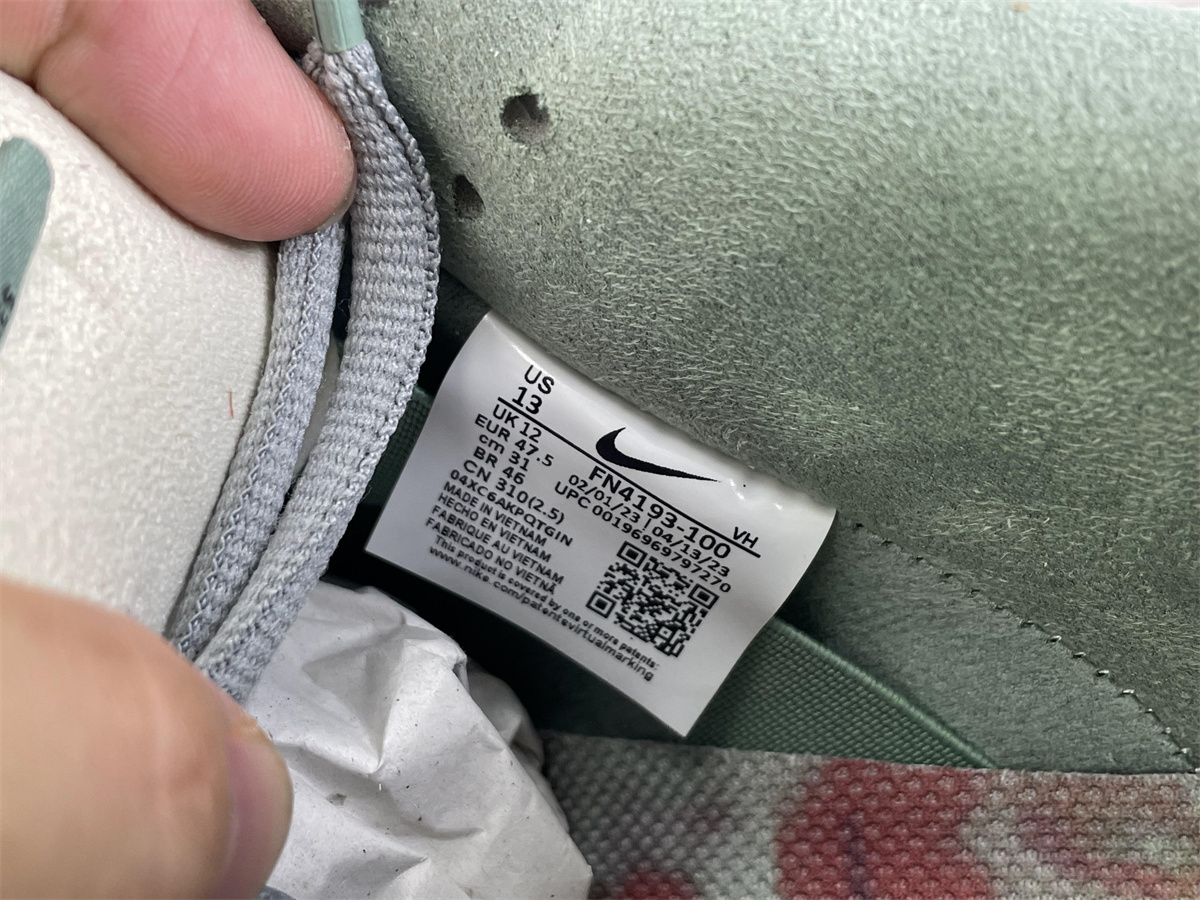 US
13
UK 12
EUR 47.5
cm 31
BR 46
CN 310(2.5)
04XC6AKPQTGIN
MADE IN VIETNAM
HECHO EN VIETNAM
FABRIQUE AU VIETNAM
FABRICADO NO VIETNÃ
This product is covered by one or more patents:
www.nike.com/patentsvirtualmarking
FN4193-100
VH
02/01/23 | 04/13/23
UPC 00196969797270